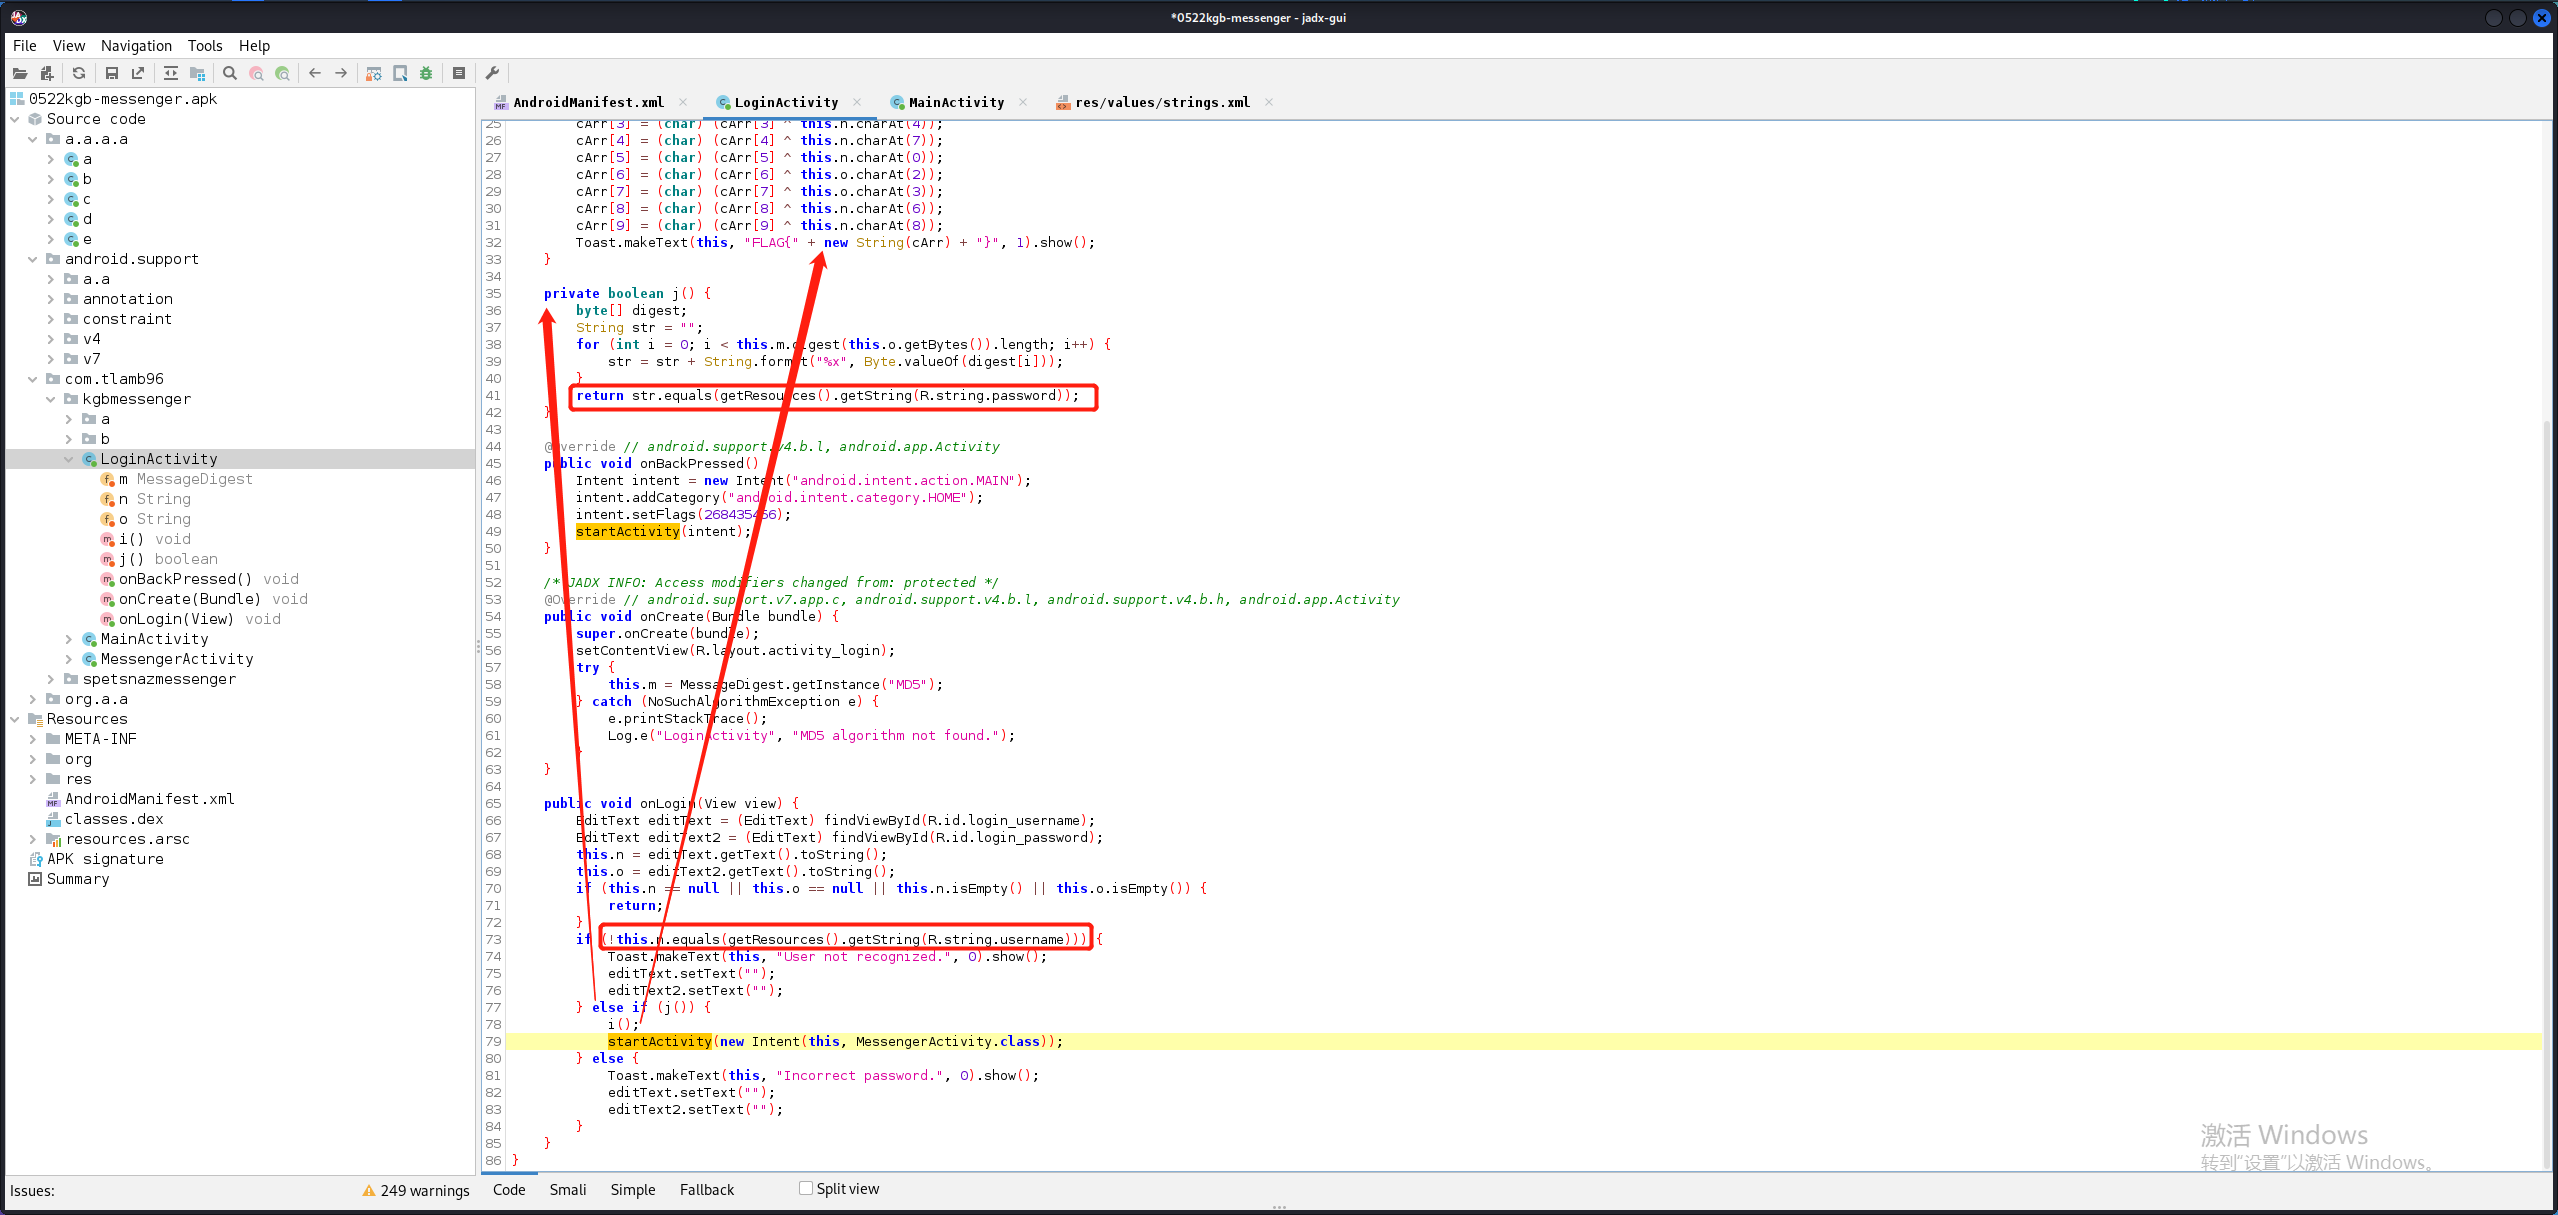 *0522kgb-messenger - jadx-gui
File View Navigation Tools Help
0522kgb-messenger.apk
Source code
a.a.a.a
a
b
c
d
e
android.support
a.a
annotation
constraint
v4
v7
com.tlamb96
kgbmessenger
a
b
LoginActivity
m MessageDigest
n String
o String
i() void
j() boolean
onBackPressed() void
onCreate(Bundle) void
onLogin(View) void
MainActivity
MessengerActivity
spetsnazmessenger
org.a.a
Resources
META-INF
org
res
AndroidManifest.xml
classes.dex
resources.arsc
APK signature
Summary
Issues: 249 warnings
AndroidManifest.xml LoginActivity MainActivity res/values/strings.xml
25 cArr[3] = (char) (cArr[3] ^ this.n.charAt(4));
26 cArr[4] = (char) (cArr[4] ^ this.n.charAt(7));
27 cArr[5] = (char) (cArr[5] ^ this.n.charAt(0));
28 cArr[6] = (char) (cArr[6] ^ this.o.charAt(2));
29 cArr[7] = (char) (cArr[7] ^ this.o.charAt(3));
30 cArr[8] = (char) (cArr[8] ^ this.n.charAt(6));
31 cArr[9] = (char) (cArr[9] ^ this.n.charAt(8));
32 Toast.makeText(this, "FLAG{" + new String(cArr) + "}", 1).show();
33 }
34
35 private boolean j() {
36 byte[] digest;
37 String str = "";
38 for (int i = 0; i < this.m.digest(this.o.getBytes()).length; i++) {
39 str = str + String.format("%x", Byte.valueOf(digest[i]));
40 }
41 return str.equals(getResources().getString(R.string.password));
42 }
43
44 @Override // android.support.v4.b.l, android.app.Activity
45 public void onBackPressed()
46 Intent intent = new Intent("android.intent.action.MAIN");
47 intent.addCategory("android.intent.category.HOME");
48 intent.setFlags(268435456);
49 startActivity(intent);
50 }
51
52 /* JADX INFO: Access modifiers changed from: protected */
53 @Override // android.support.v7.app.c, android.support.v4.b.l, android.support.v4.b.h, android.app.Activity
54 public void onCreate(Bundle bundle) {
55 super.onCreate(bundle);
56 setContentView(R.layout.activity_login);
57 try {
58 this.m = MessageDigest.getInstance("MD5");
59 } catch (NoSuchAlgorithmException e) {
60 e.printStackTrace();
61 Log.e("LoginActivity", "MD5 algorithm not found.");
62 }
63 }
64
65 public void onLogin(View view) {
66 EditText editText = (EditText) findViewById(R.id.login_username);
67 EditText editText2 = (EditText) findViewById(R.id.login_password);
68 this.n = editText.getText().toString();
69 this.o = editText2.getText().toString();
70 if (this.n == null || this.o == null || this.n.isEmpty() || this.o.isEmpty()) {
71 return;
72 }
73 if (!this.n.equals(getResources().getString(R.string.username))) {
74 Toast.makeText(this, "User not recognized.", 0).show();
75 editText.setText("");
76 editText2.setText("");
77 } else if (j()) {
78 i();
79 startActivity(new Intent(this, MessengerActivity.class));
80 } else {
81 Toast.makeText(this, "Incorrect password.", 0).show();
82 editText.setText("");
83 editText2.setText("");
84 }
85 }
86 }
Code Smali Simple Fallback Split view
激活 Windows
转到“设置”以激活 Windows。